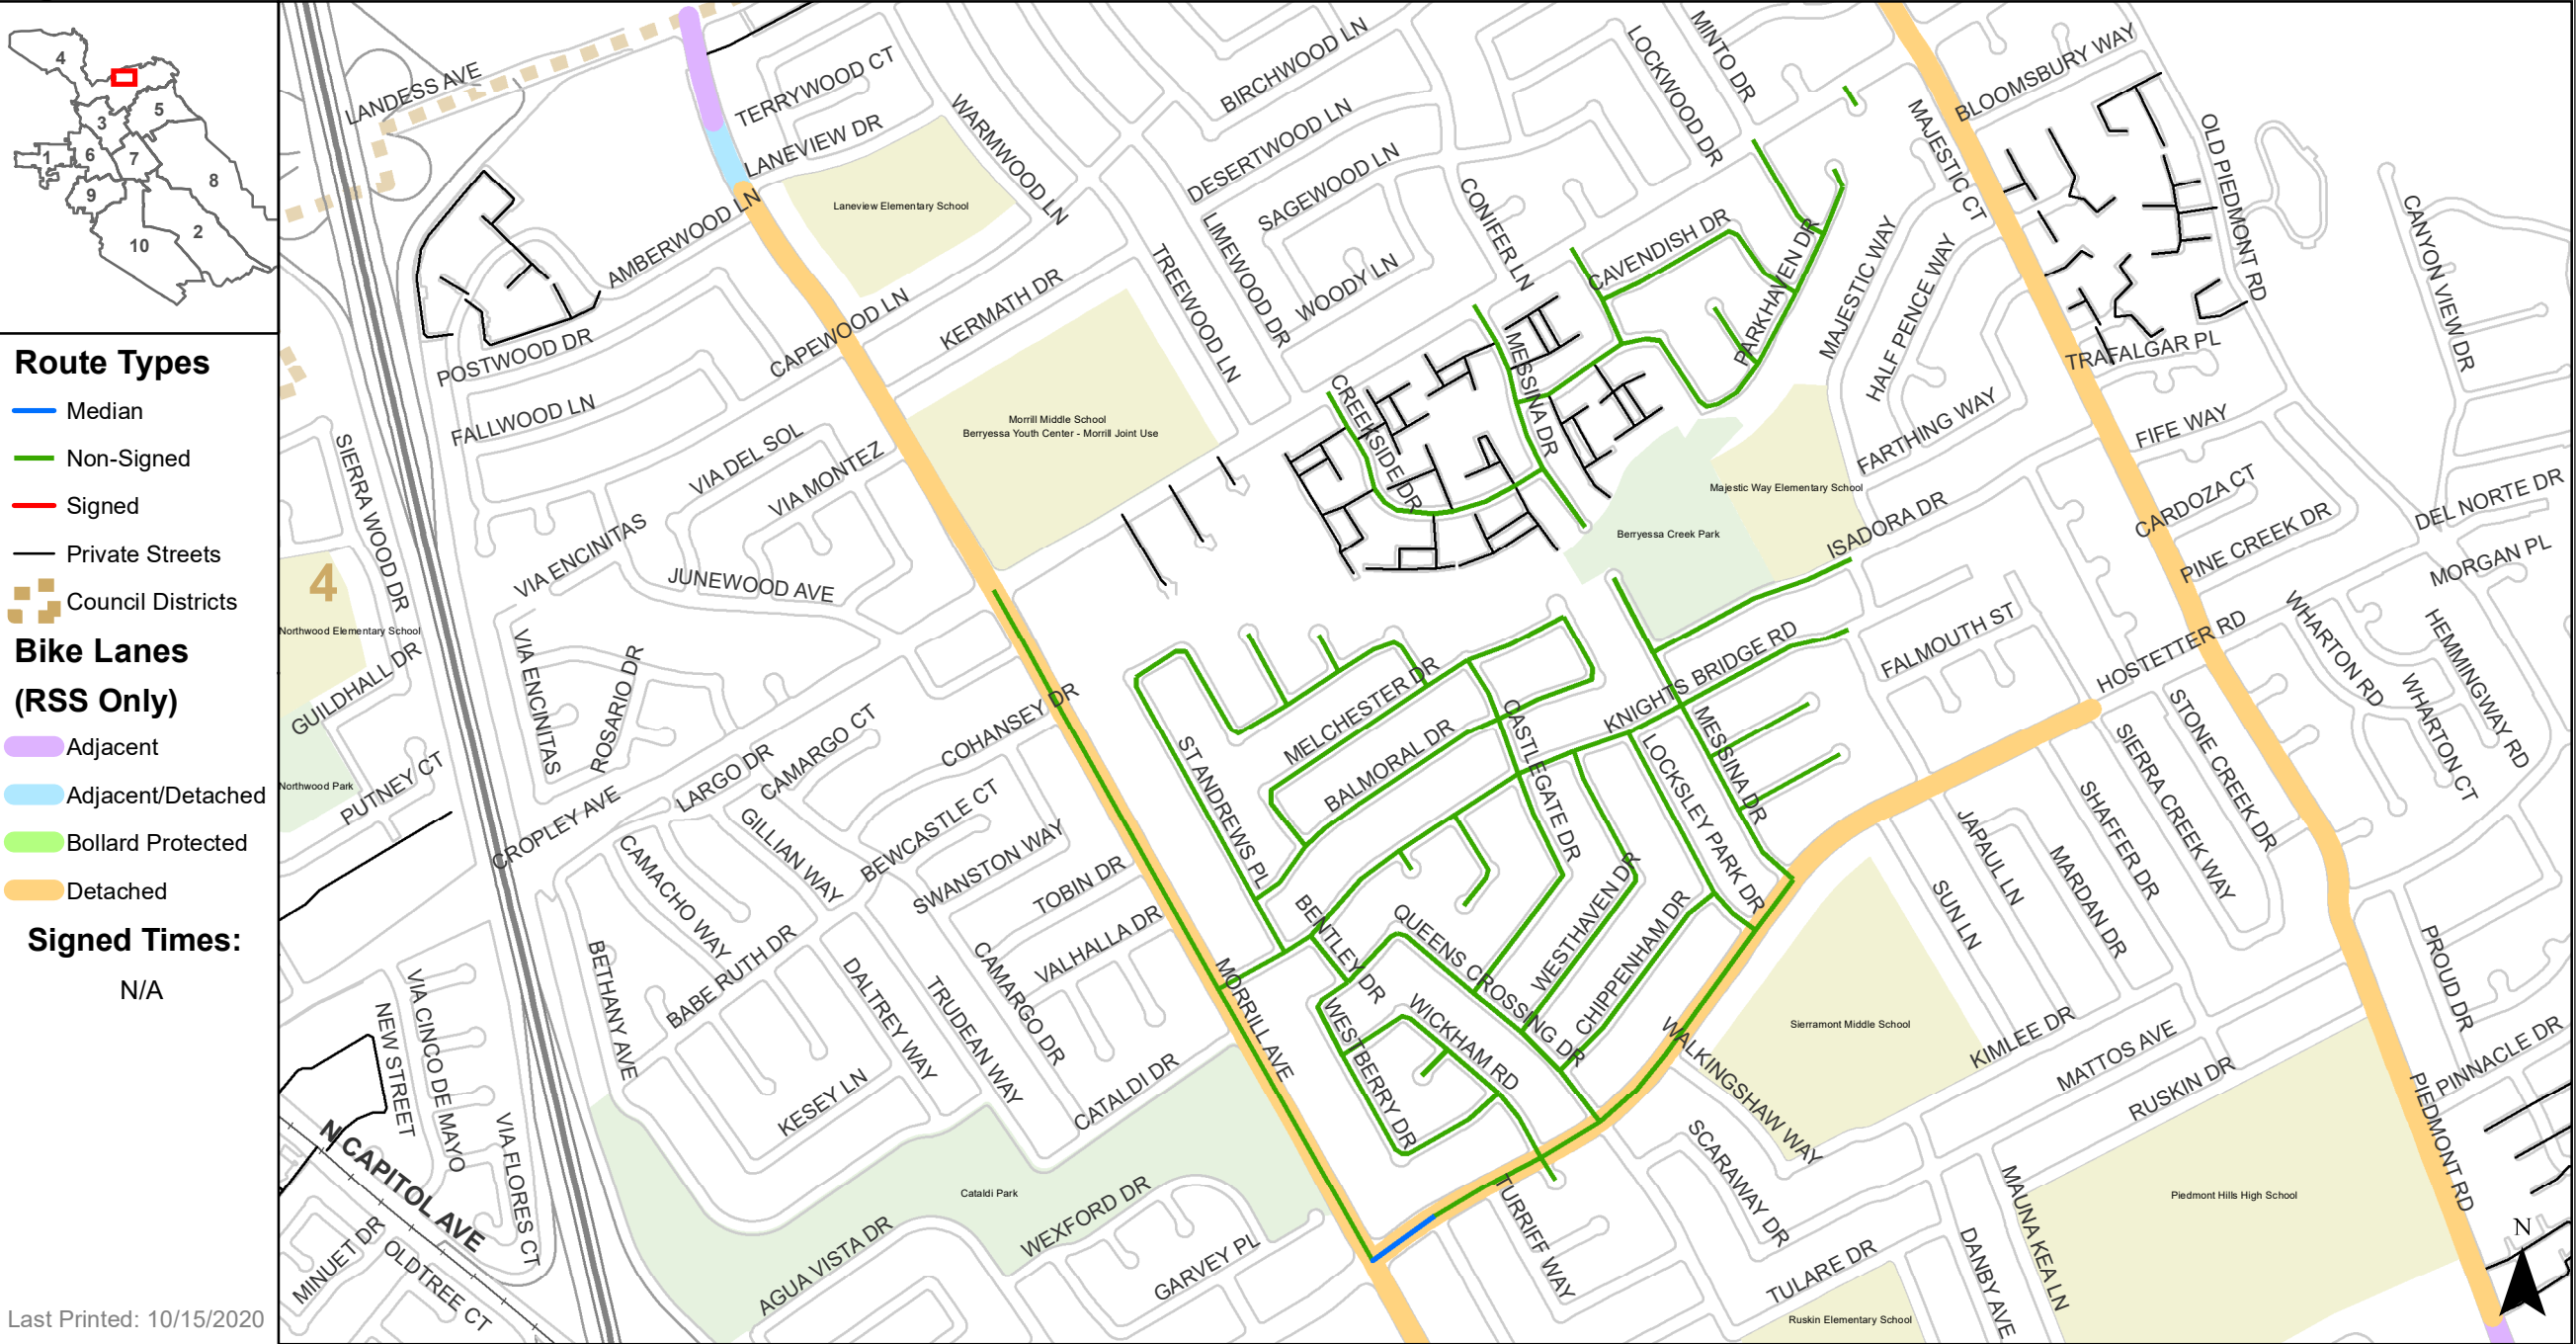 4
5
3
1
6
7
8
9
10
2
Route Types
Median
Non-Signed
Signed
Private Streets
Council Districts
Bike Lanes
(RSS Only)
Adjacent
Adjacent/Detached
Bollard Protected
Detached
Signed Times:
N/A
Last Printed: 10/15/2020
LANDESS AVE
TERRYWOOD CT
LANEVIEW DR
WARMWOOD LN
BIRCHWOOD LN
DESERTWOOD LN
SAGEWOOD LN
LIMEWOOD DR
WOODY LN
CONIFER LN
LOCKWOOD DR
MINTO DR
BLOOMSBURY WAY
MAJESTIC CT
OLD PIEDMONT RD
CANYON VIEW DR
Laneview Elementary School
AMBERWOOD LN
POSTWOOD DR
CAPEWOOD LN
KERMATH DR
TREEWOOD LN
FALLWOOD LN
CAVENDISH DR
PARKHAVEN DR
MAJESTIC WAY
HALF PENCE WAY
TRAFALGAR PL
FIFE WAY
FARTHING WAY
CARDOZA CT
PINE CREEK DR
DEL NORTE DR
MORGAN PL
Morrill Middle School
Berryessa Youth Center - Morrill Joint Use
CREEKSIDE DR
MESSINA DR
Majestic Way Elementary School
Berryessa Creek Park
ISADORA DR
SIERRA WOOD DR
VIA DEL SOL
VIA MONTEZ
VIA ENCINITAS
JUNEWOOD AVE
4
Northwood Elementary School
GUILDHALL DR
Northwood Park
PUTNEY CT
VIA ENCINITAS
ROSARIO DR
CROPLEY AVE
LARGO DR
CAMARGO CT
COHANSEY DR
GILLIAN WAY
BEWCASTLE CT
SWANSTON WAY
TOBIN DR
VALHALLA DR
CAMACHO WAY
BABE RUTH DR
BETHANY AVE
DALTREY WAY
TRUDEAN WAY
CAMARGO DR
CATALDI DR
KESEY LN
ST ANDREWS PL
MELCHESTER DR
BALMORAL DR
CASTLEGATE DR
KNIGHTS BRIDGE RD
MESSINA DR
LOCKSLEY PARK DR
FALMOUTH ST
HOSTETTER RD
WHARTON RD
WHARTON CT
HEMMINGWAY RD
STONE CREEK DR
SIERRA CREEK WAY
SHAFFER DR
MARDAN DR
JAPAUL LN
SUN LN
BENTLEY DR
QUEENS CROSSING DR
WESTHAVEN DR
CHIPPENHAM DR
WICKHAM RD
WESTBERRY DR
MORRILL AVE
WALKINGSHAW WAY
Sierramont Middle School
KIMLEE DR
MATTOS AVE
RUSKIN DR
PROUD DR
PINNACLE DR
PIEDMONT RD
Piedmont Hills High School
SCARAWAY DR
TURRIFF WAY
TULARE DR
DANBY AVE
MAUNA KEA LN
Ruskin Elementary School
Cataldi Park
WEXFORD DR
AGUA VISTA DR
GARVEY PL
VIA CINCO DE MAYO
NEW STREET
VIA FLORES CT
N CAPITOL AVE
MINUET DR
OLDTREE CT
N